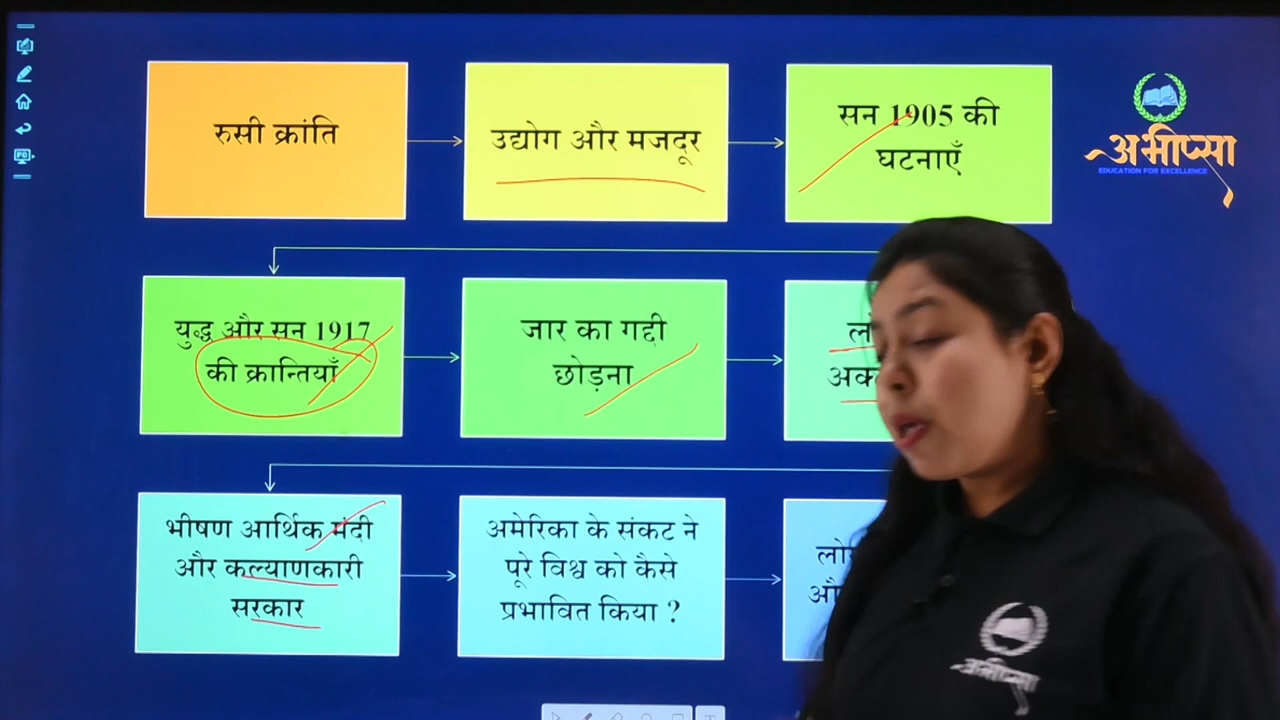 रुसी क्रांति
उद्योग और मजदूर
सन 1905 की
घटनाएँ
अभीप्सा
EDUCATION FOR EXCELLENCE
युद्ध और सन 1917
की क्रान्तियाँ
जार का गद्दी
छोड़ना
भीषण आर्थिक मंदी
और कल्याणकारी
सरकार
अमेरिका के संकट ने
पूरे विश्व को कैसे
प्रभावित किया ?
अभीप्सा